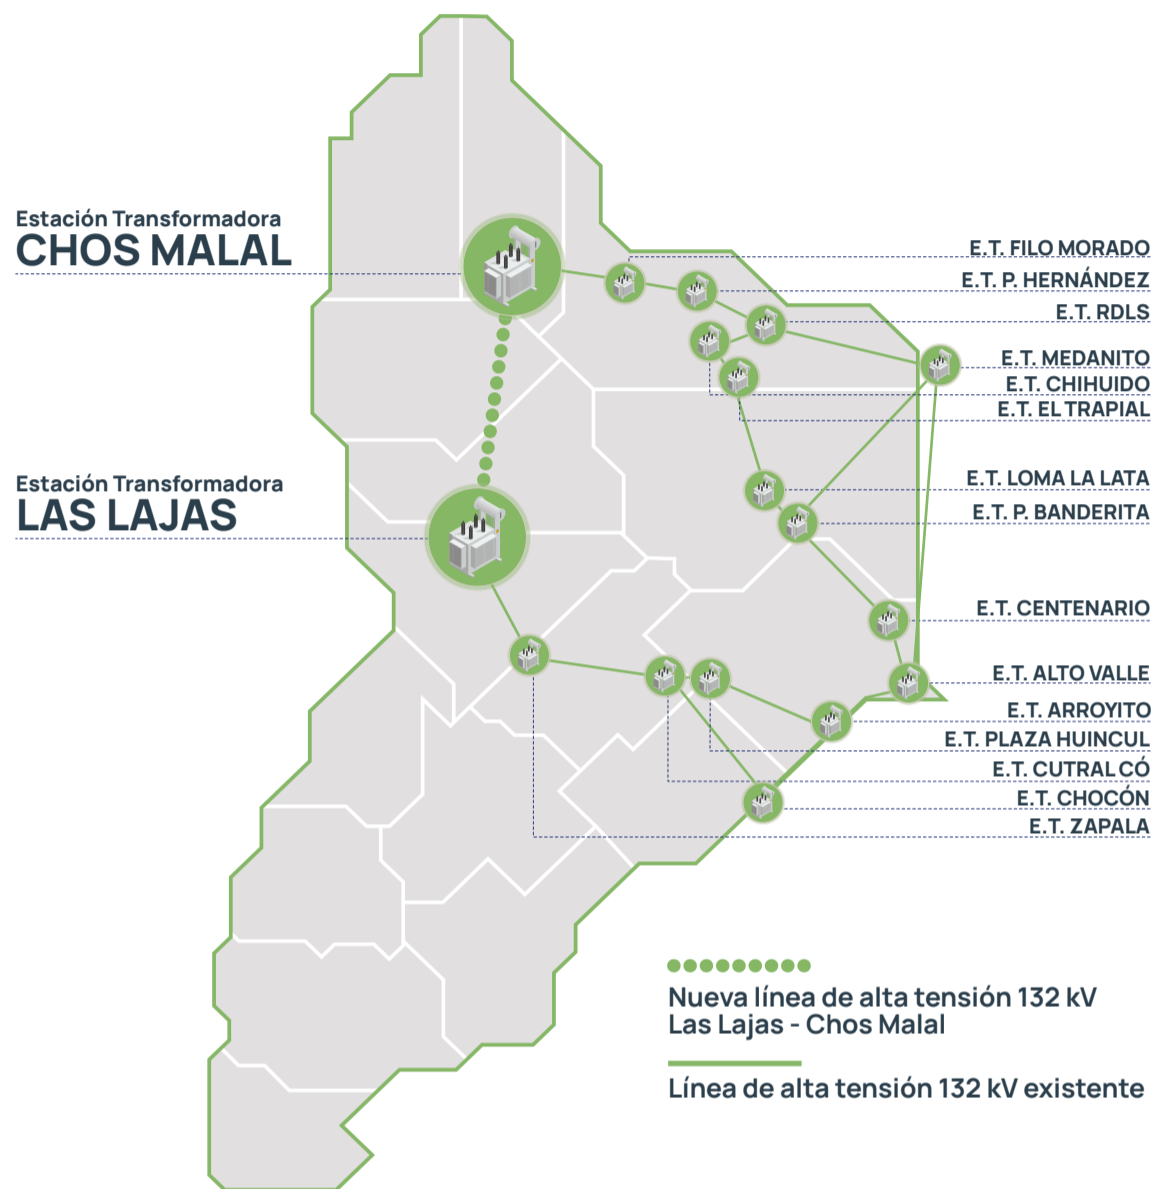 Estación Transformadora
CHOS MALAL
Estación Transformadora
LAS LAJAS
E.T. FILO MORADO
E.T. P. HERNÁNDEZ
E.T. RDLS
E.T. MEDANITO
E.T. CHIHUIDO
E.T. EL TRAPIAL
E.T. LOMA LA LATA
E.T. P. BANDERITA
E.T. CENTENARIO
E.T. ALTO VALLE
E.T. ARROYITO
E.T. PLAZA HUINCUL
E.T. CUTRAL CÓ
E.T. CHOCÓN
E.T. ZAPALA
Nueva línea de alta tensión 132 kV
Las Lajas - Chos Malal
Línea de alta tensión 132 kV existente